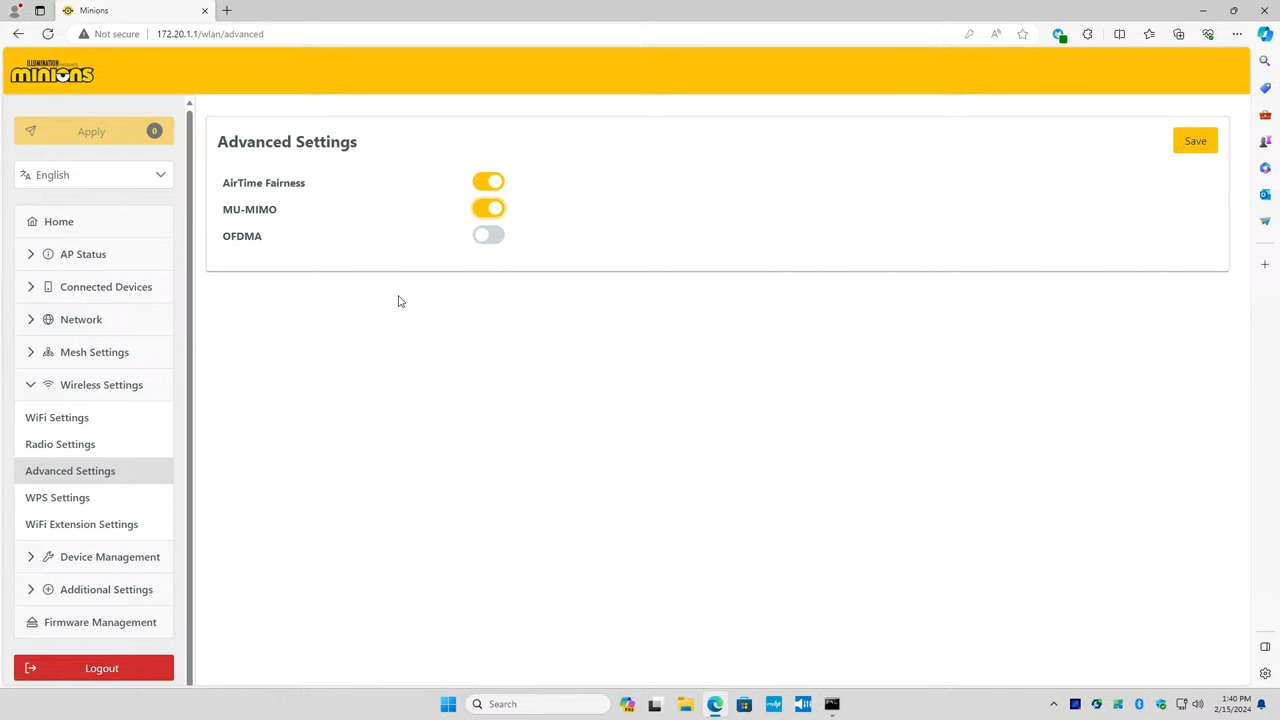 Minions
Not secure
172.20.1.1/wlan/advanced
ILLUMINATION PRESENTS
minions
Apply
0
English
Home
AP Status
Connected Devices
Network
Mesh Settings
Wireless Settings
WiFi Settings
Radio Settings
Advanced Settings
WPS Settings
WiFi Extension Settings
Device Management
Additional Settings
Firmware Management
Logout
Advanced Settings
Save
AirTime Fairness
MU-MIMO
OFDMA
Search
1:40 PM
2/15/2024